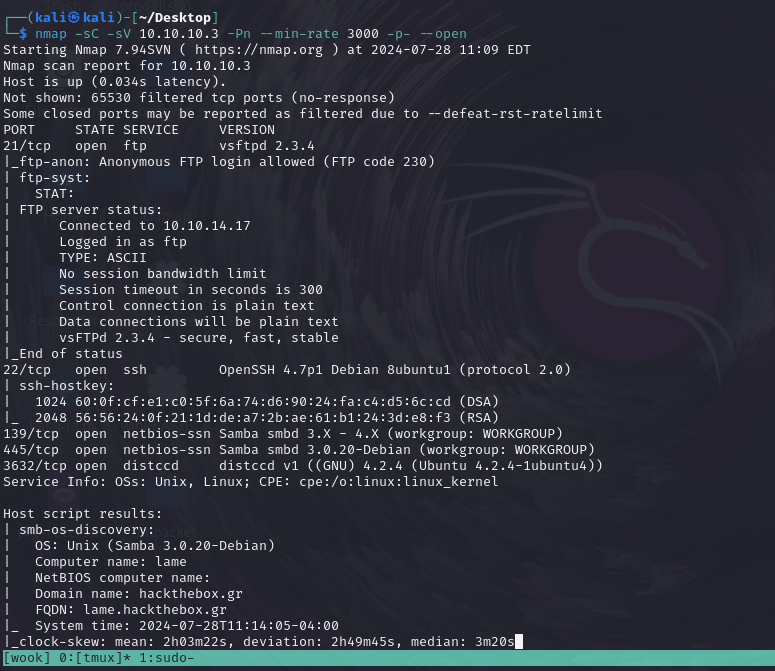 ┌──(kali㉿kali)-[~/Desktop]
└─$ nmap -sC -sV 10.10.10.3 -Pn --min-rate 3000 -p- --open
Starting Nmap 7.94SVN ( https://nmap.org ) at 2024-07-28 11:09 EDT
Nmap scan report for 10.10.10.3
Host is up (0.034s latency).
Not shown: 65530 filtered tcp ports (no-response)
Some closed ports may be reported as filtered due to --defeat-rst-ratelimit
PORT     STATE SERVICE     VERSION
21/tcp   open  ftp         vsftpd 2.3.4
|_ftp-anon: Anonymous FTP login allowed (FTP code 230)
| ftp-syst:
|   STAT:
| FTP server status:
|      Connected to 10.10.14.17
|      Logged in as ftp
|      TYPE: ASCII
|      No session bandwidth limit
|      Session timeout in seconds is 300
|      Control connection is plain text
|      Data connections will be plain text
|      vsFTPd 2.3.4 - secure, fast, stable
|_End of status
22/tcp   open  ssh         OpenSSH 4.7p1 Debian 8ubuntu1 (protocol 2.0)
| ssh-hostkey:
|   1024 60:0f:cf:e1:c0:5f:6a:74:d6:90:24:fa:c4:d5:6c:cd (DSA)
|_  2048 56:56:24:0f:21:1d:de:a7:2b:ae:61:b1:24:3d:e8:f3 (RSA)
139/tcp  open  netbios-ssn Samba smbd 3.X - 4.X (workgroup: WORKGROUP)
445/tcp  open  netbios-ssn Samba smbd 3.0.20-Debian (workgroup: WORKGROUP)
3632/tcp open  distccd     distccd v1 ((GNU) 4.2.4 (Ubuntu 4.2.4-1ubuntu4))
Service Info: OSs: Unix, Linux; CPE: cpe:/o:linux:linux_kernel

Host script results:
| smb-os-discovery:
|   OS: Unix (Samba 3.0.20-Debian)
|   Computer name: lame
|   NetBIOS computer name:
|   Domain name: hackthebox.gr
|   FQDN: lame.hackthebox.gr
|_  System time: 2024-07-28T11:14:05-04:00
|_clock-skew: mean: 2h03m22s, deviation: 2h49m45s, median: 3m20s
[wook] 0:[tmux]* 1:sudo-